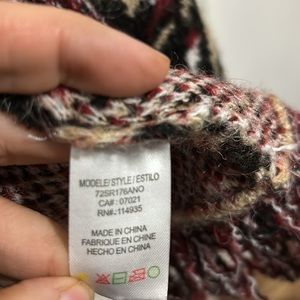 MODELE/STYLE/ESTILO
725R176ANO
CA#: 07021
RN#: 114935
MADE IN CHINA
FABRIQUE EN CHINE
HECHO EN CHINA